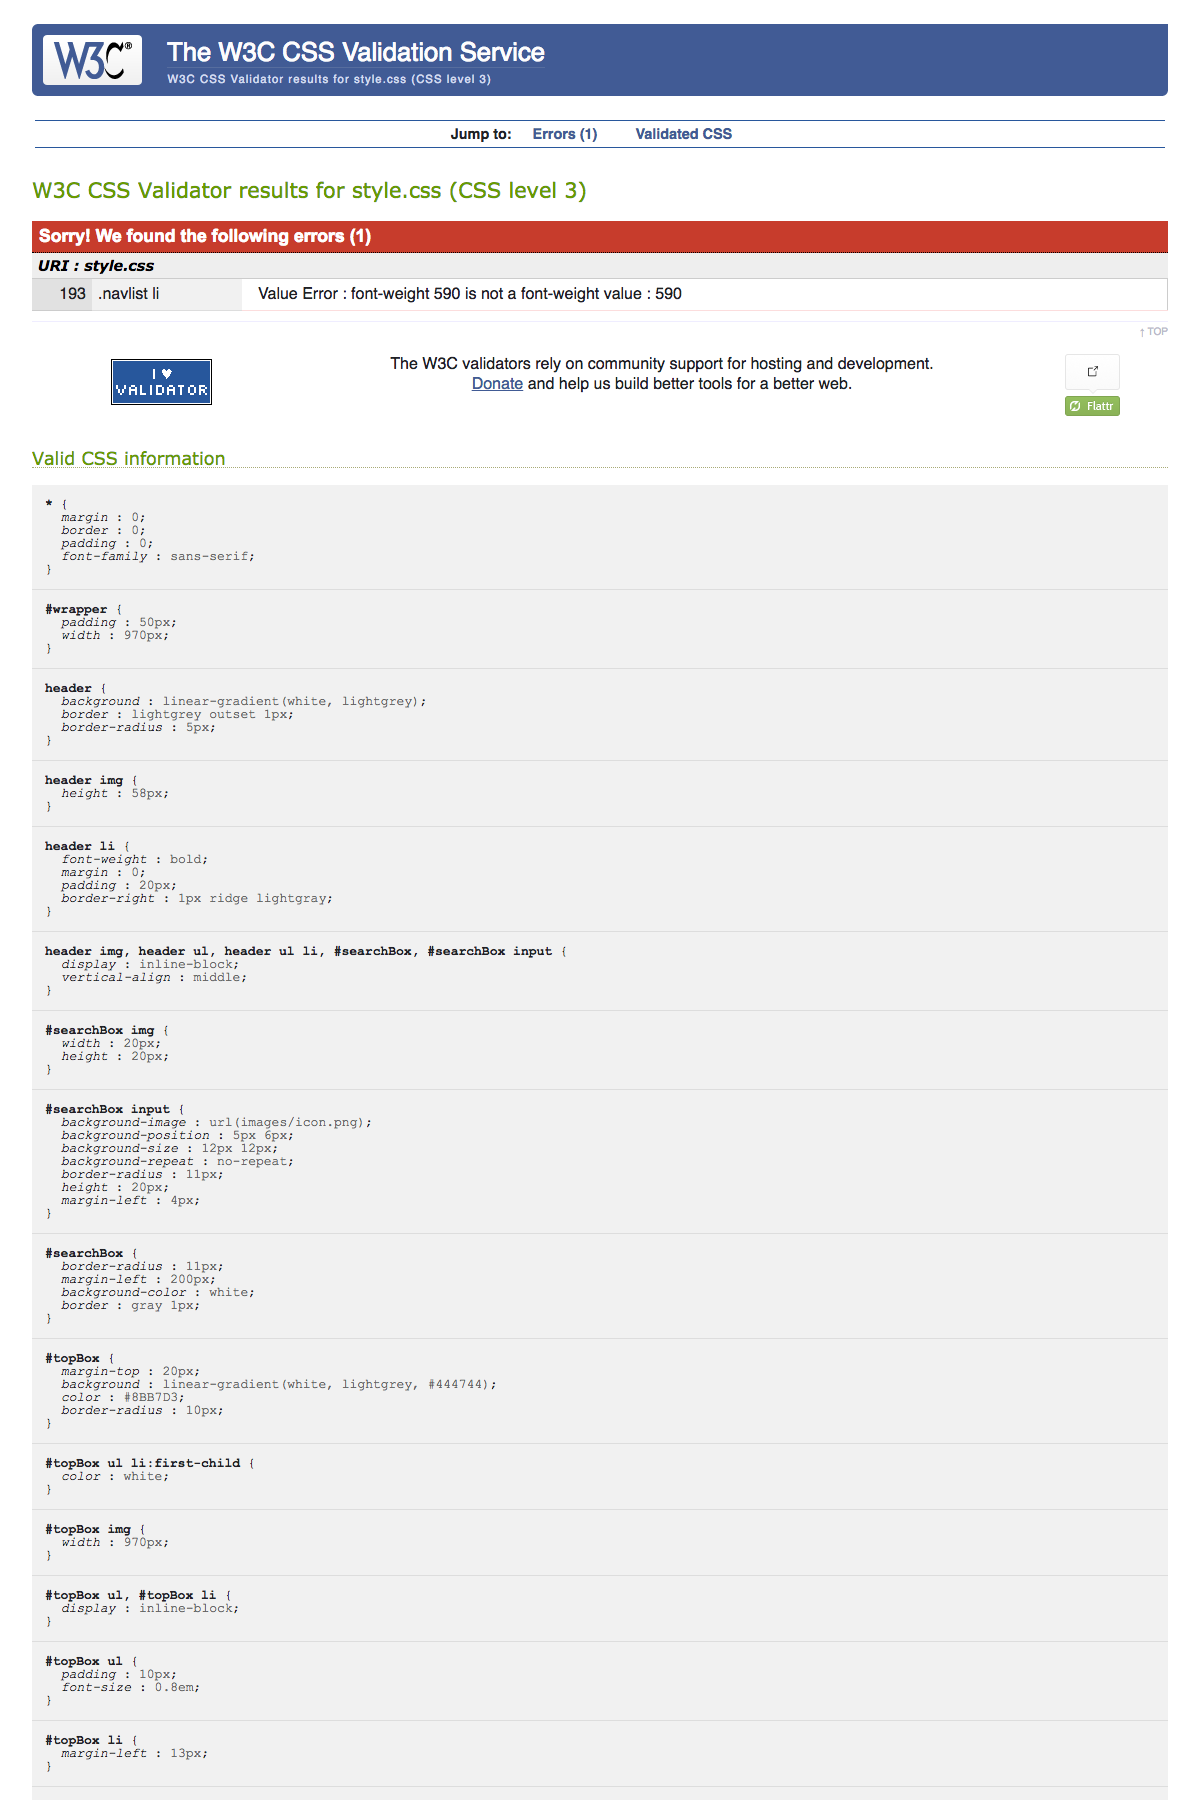 W3C®
The W3C CSS Validation Service
W3C CSS Validator results for style.css (CSS level 3)
Jump to: Errors (1) Validated CSS
W3C CSS Validator results for style.css (CSS level 3)
Sorry! We found the following errors (1)
URI : style.css
193 .navlist li Value Error : font-weight 590 is not a font-weight value : 590
↑ TOP
I ♥
VALIDATOR
The W3C validators rely on community support for hosting and development.
Donate and help us build better tools for a better web.
Flattr
Valid CSS information
* {
margin : 0;
border : 0;
padding : 0;
font-family : sans-serif;
}
#wrapper {
padding : 50px;
width : 970px;
}
header {
background : linear-gradient(white, lightgrey);
border : lightgrey outset 1px;
border-radius : 5px;
}
header img {
height : 58px;
}
header li {
font-weight : bold;
margin : 0;
padding : 20px;
border-right : 1px ridge lightgray;
}
header img, header ul, header ul li, #searchBox, #searchBox input {
display : inline-block;
vertical-align : middle;
}
#searchBox img {
width : 20px;
height : 20px;
}
#searchBox input {
background-image : url(images/icon.png);
background-position : 5px 6px;
background-size : 12px 12px;
background-repeat : no-repeat;
border-radius : 11px;
height : 20px;
margin-left : 4px;
}
#searchBox {
border-radius : 11px;
margin-left : 200px;
background-color : white;
border : gray 1px;
}
#topBox {
margin-top : 20px;
background : linear-gradient(white, lightgrey, #444744);
color : #8BB7D3;
border-radius : 10px;
}
#topBox ul li:first-child {
color : white;
}
#topBox img {
width : 970px;
}
#topBox ul, #topBox li {
display : inline-block;
}
#topBox ul {
padding : 10px;
font-size : 0.8em;
}
#topBox li {
margin-left : 13px;
}